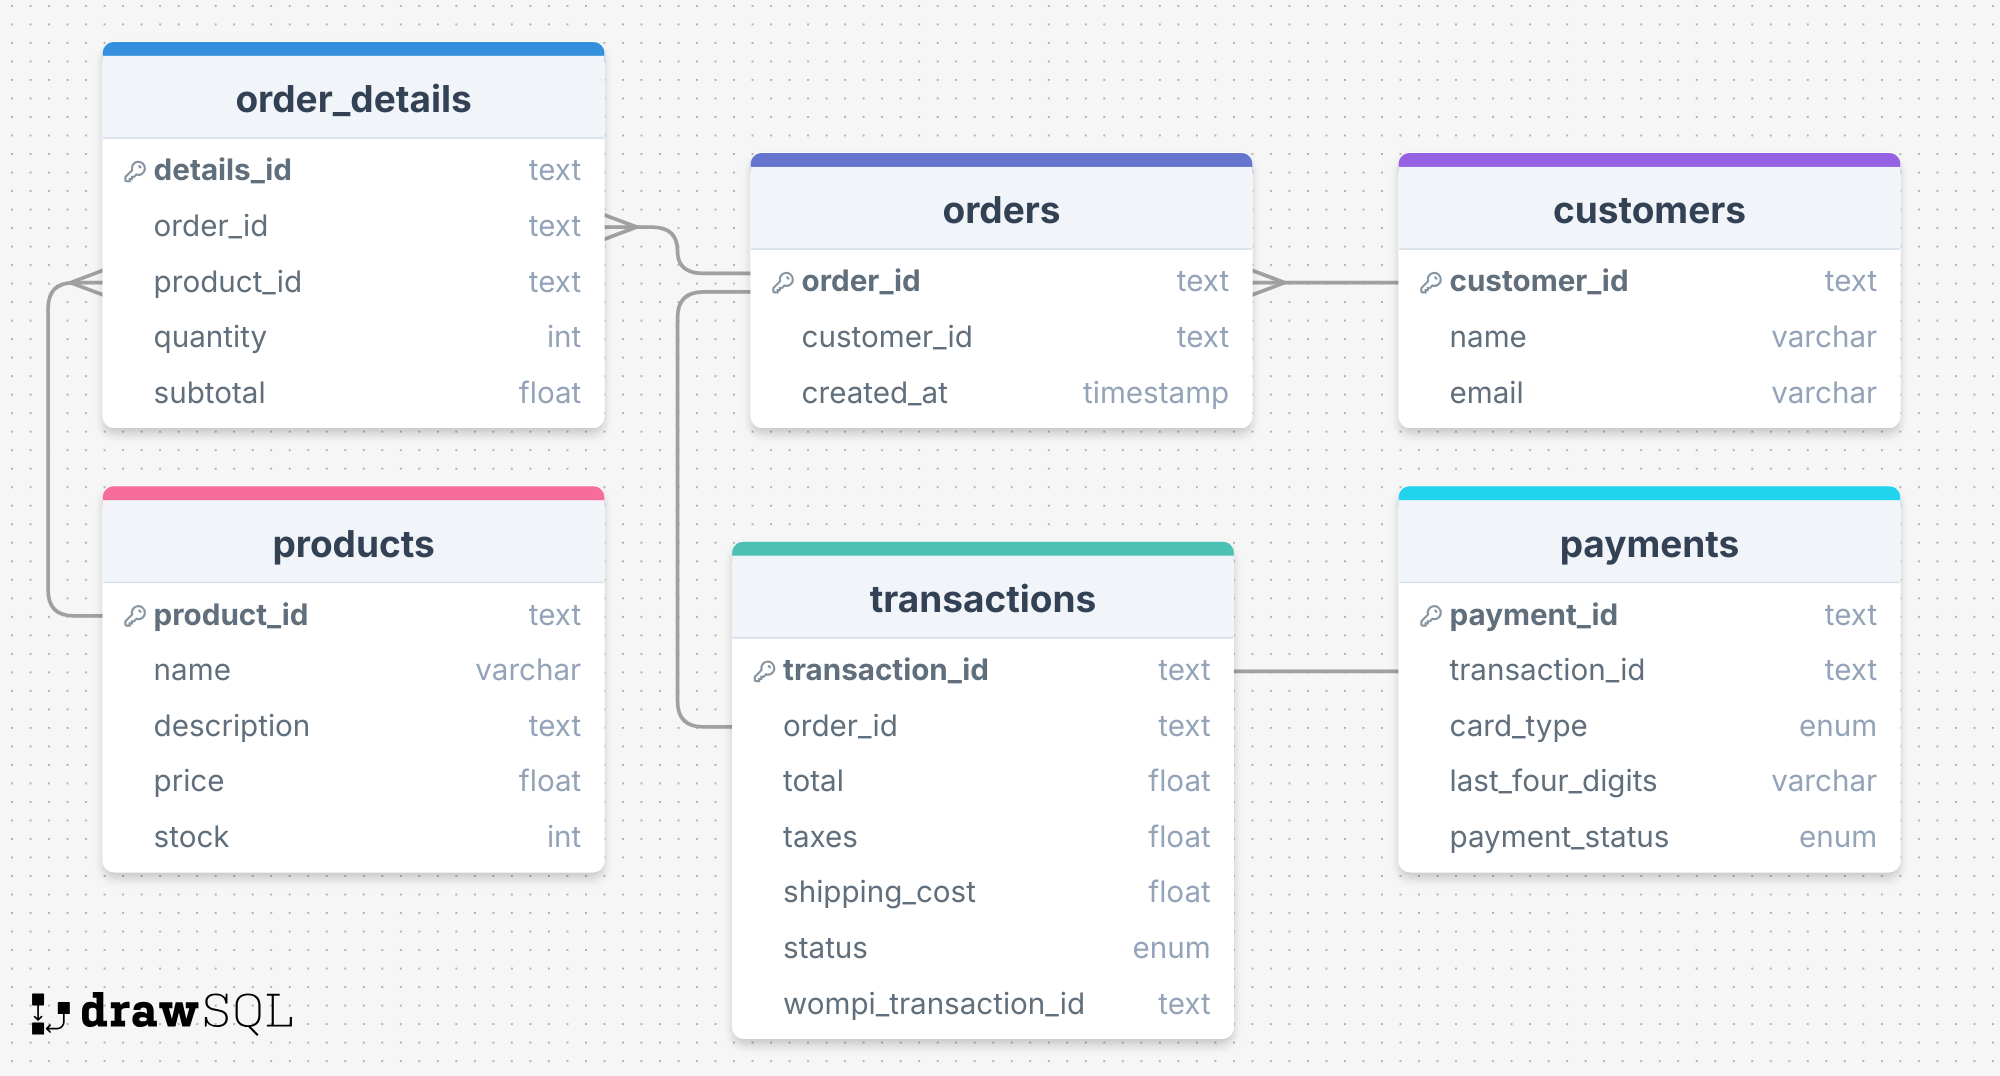 order_details
details_id text
order_id text
product_id text
quantity int
subtotal float
orders
order_id text
customer_id text
created_at timestamp
customers
customer_id text
name varchar
email varchar
products
product_id text
name varchar
description text
price float
stock int
transactions
transaction_id text
order_id text
total float
taxes float
shipping_cost float
status enum
wompi_transaction_id text
payments
payment_id text
transaction_id text
card_type enum
last_four_digits varchar
payment_status enum
drawSQL